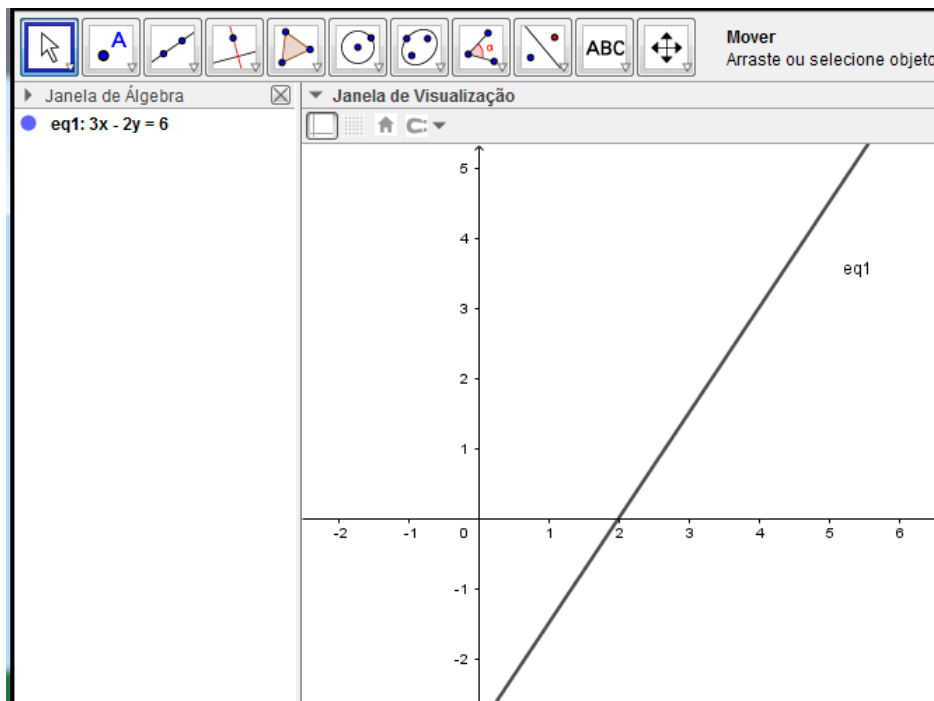 A
α
ABC
Mover
Arraste ou selecione objeto
Janela de Álgebra
Janela de Visualização
eq1: 3x - 2y = 6
5
4
eq1
3
2
1
-2 -1 0 1 2 3 4 5 6
-1
-2